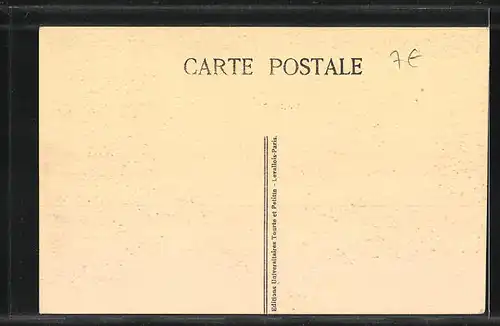 CARTE POSTALE
7€
Editions Universitaires Tourte et Petitin - Levallois-Paris.